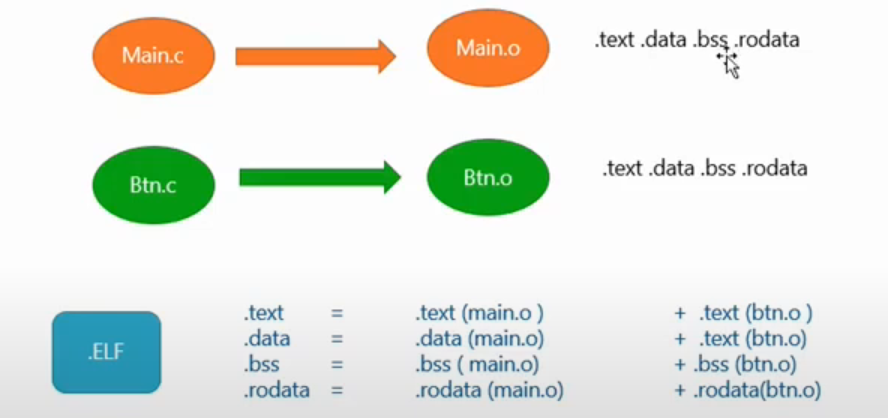 Main.c Main.o .text .data .bss .rodata
Btn.c Btn.o .text .data .bss .rodata
.ELF
.text = .text (main.o ) + .text (btn.o )
.data = .data (main.o) + .text (btn.o)
.bss = .bss ( main.o) + .bss (btn.o)
.rodata = .rodata (main.o) + .rodata(btn.o)